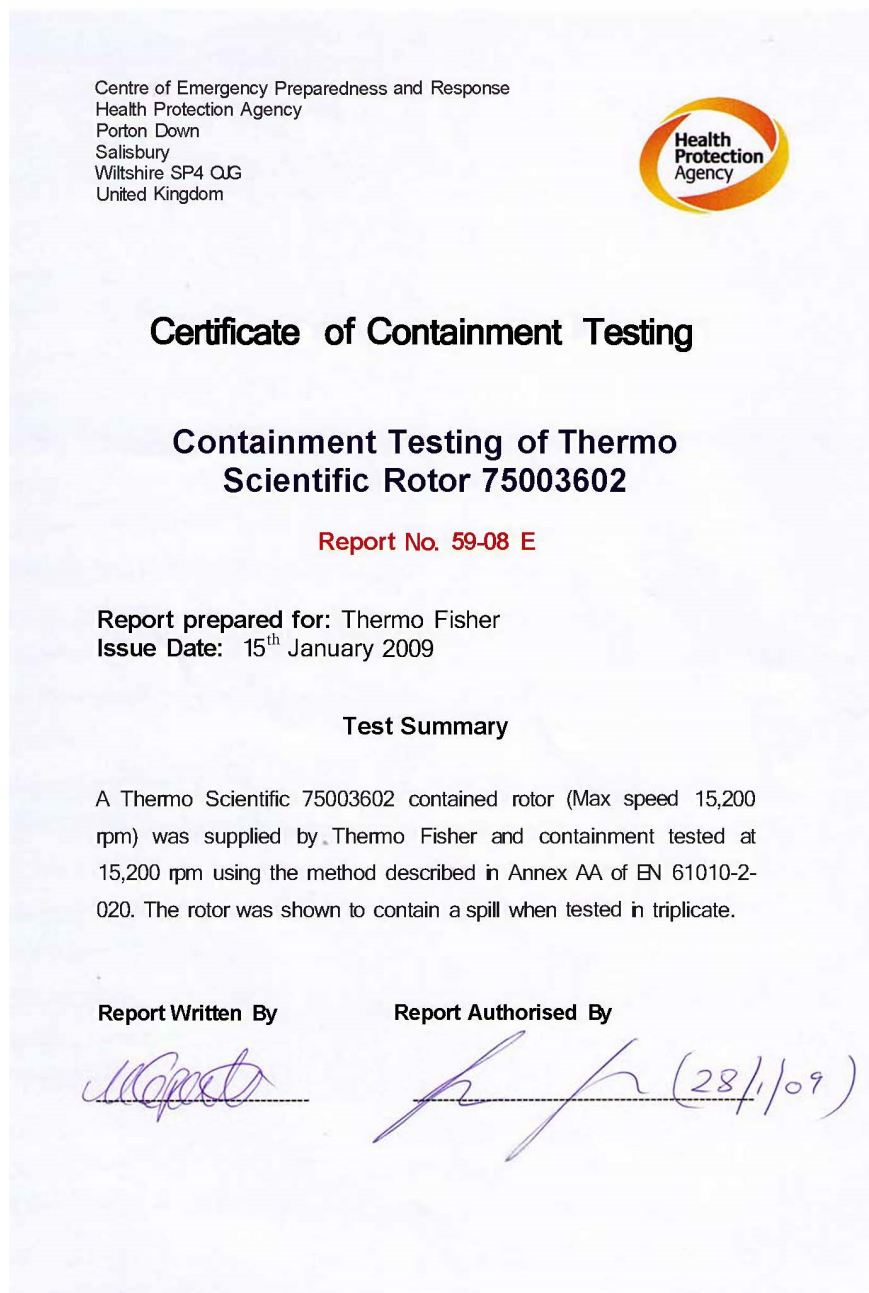 Centre of Emergency Preparedness and Response
Health Protection Agency
Porton Down
Salisbury
Wiltshire SP4 OJG
United Kingdom
Health
Protection
Agency
Certificate of Containment Testing
Containment Testing of Thermo
Scientific Rotor 75003602
Report No. 59-08 E
Report prepared for: Thermo Fisher
Issue Date: 15th January 2009
Test Summary
A Thermo Scientific 75003602 contained rotor (Max speed 15,200
rpm) was supplied by Thermo Fisher and containment tested at
15,200 rpm using the method described in Annex AA of EN 61010-2-
020. The rotor was shown to contain a spill when tested in triplicate.
Report Written By Report Authorised By
(28/1/09)